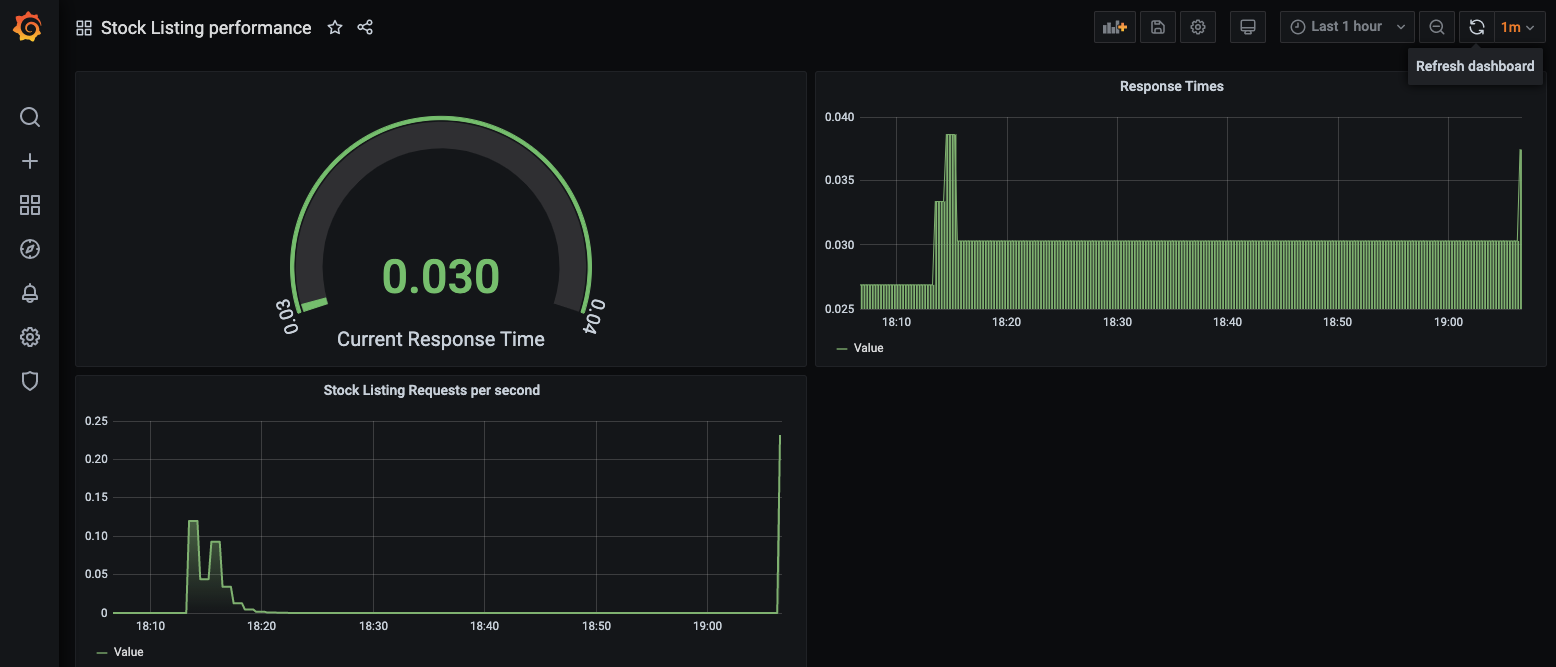 Stock Listing performance
Last 1 hour
1m
Refresh dashboard
0.030
0.03
0.04
Current Response Time
Response Times
0.040
0.035
0.030
0.025
18:10 18:20 18:30 18:40 18:50 19:00
Value
Stock Listing Requests per second
0.25
0.20
0.15
0.10
0.05
0
18:10 18:20 18:30 18:40 18:50 19:00
Value